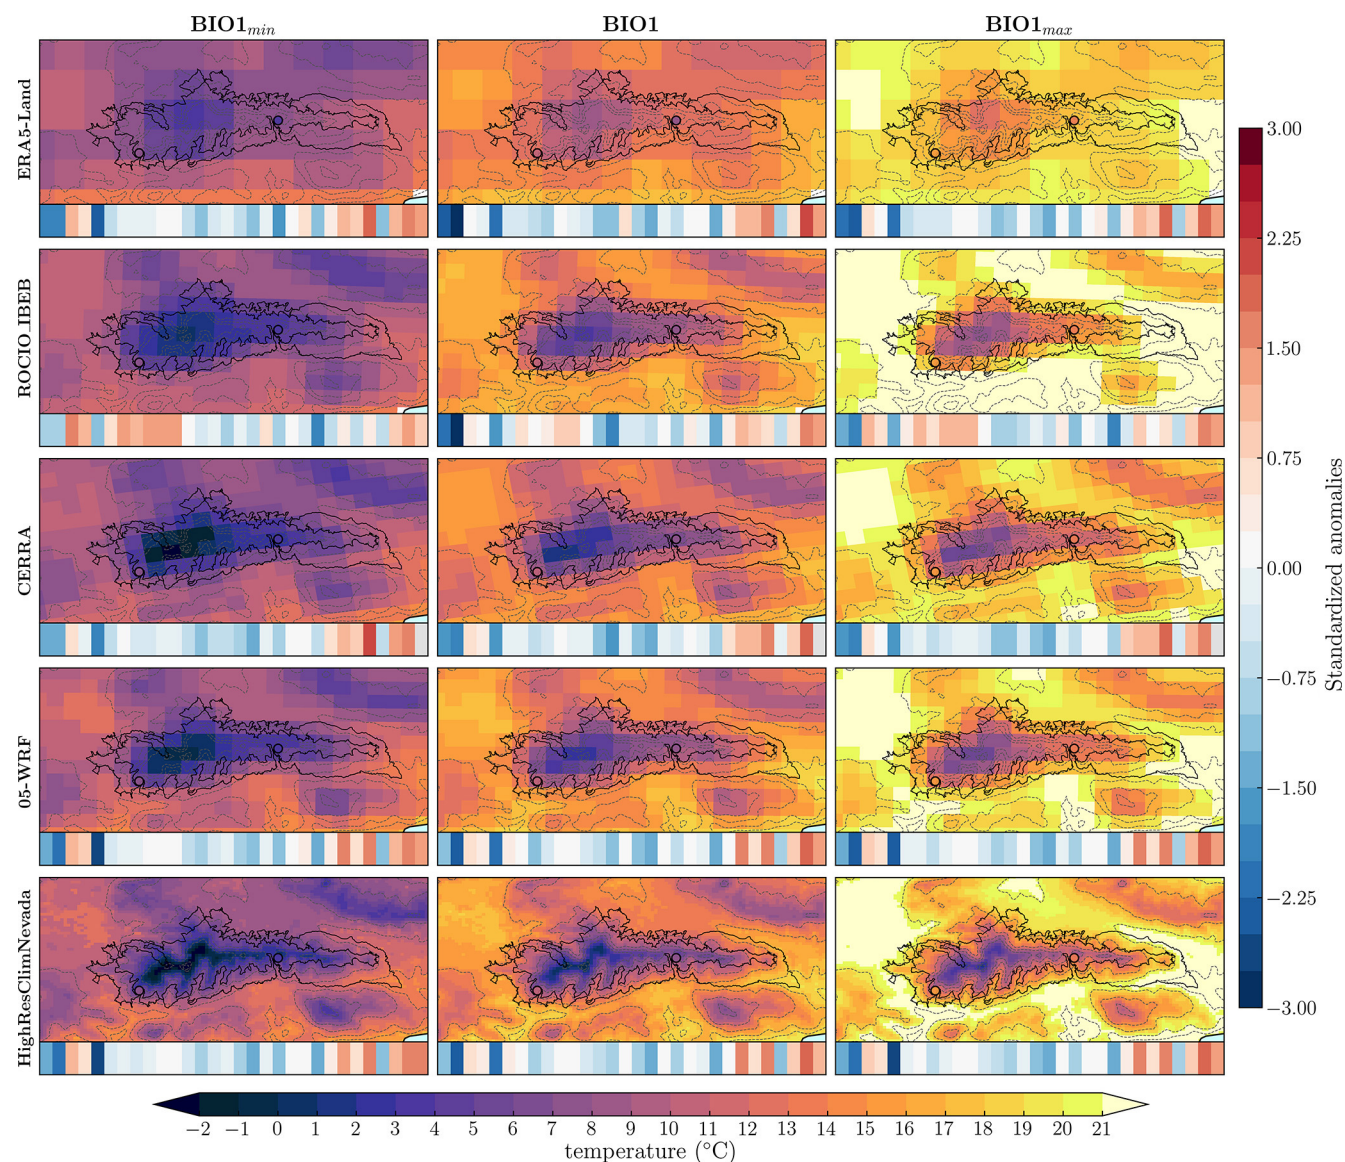 BIO1min BIO1 BIO1max
ERA5-Land
ROCIO_IBEB
CERRA
05-WRF
HighResClimNevada
3.00
2.25
1.50
0.75
0.00
−0.75
−1.50
−2.25
−3.00
Standardized anomalies
−2 −1 0 1 2 3 4 5 6 7 8 9 10 11 12 13 14 15 16 17 18 19 20 21
temperature (°C)